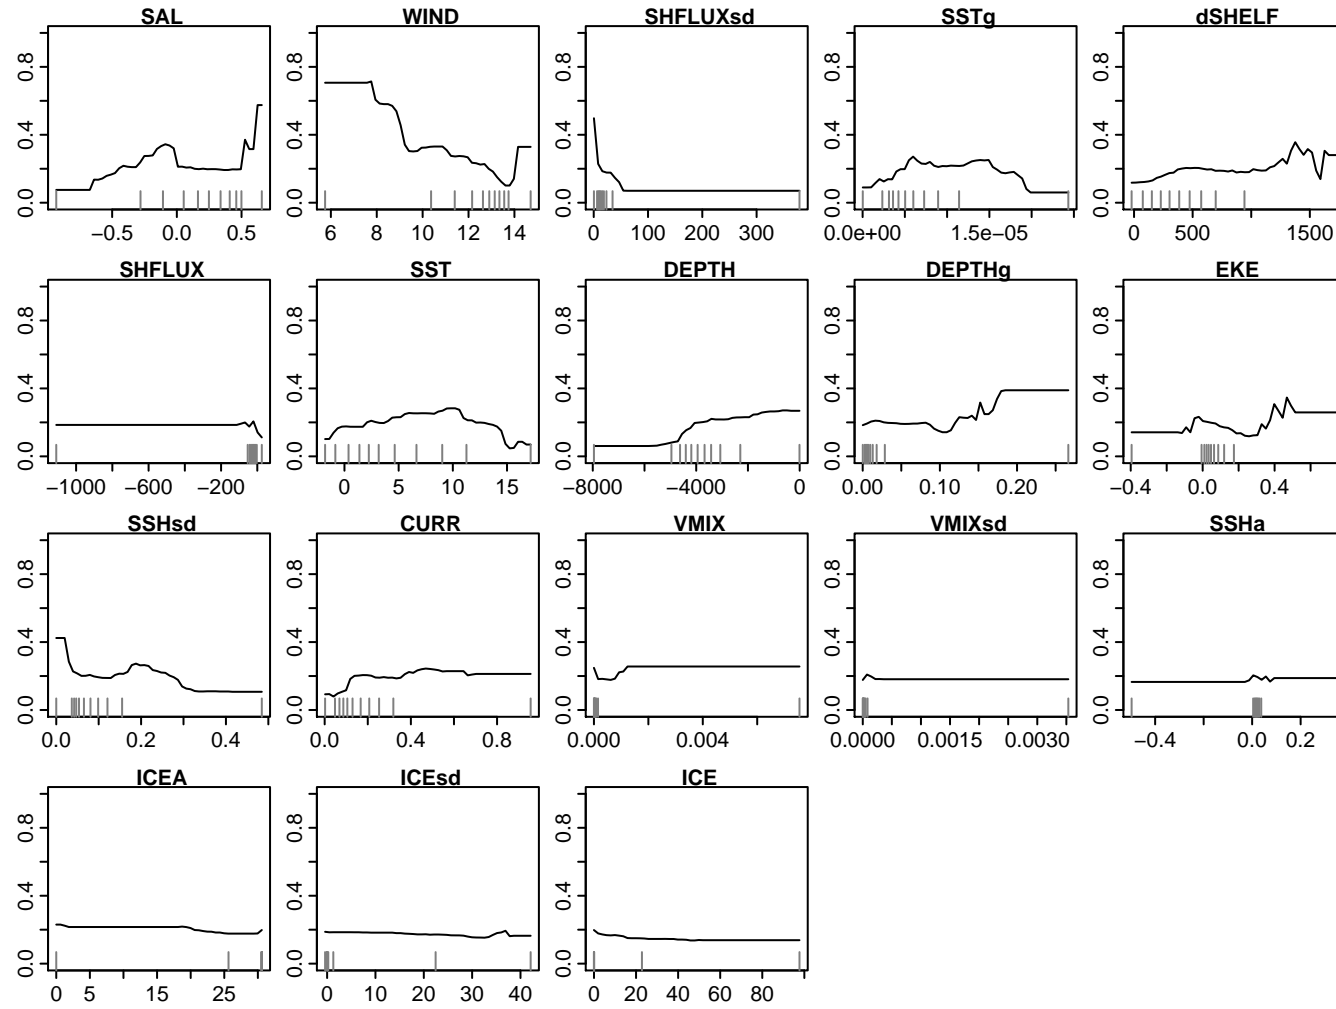 SAL WIND SHFLUXsd SSTg dSHELF
0.0 0.4 0.8 0.0 0.4 0.8 0.0 0.4 0.8 0.0 0.4 0.8 0.0 0.4 0.8
−0.5 0.0 0.5 6 8 10 12 14 0 100 200 300 0.0e+00 1.5e−05 0 500 1500
SHFLUX SST DEPTH DEPTHg EKE
0.0 0.4 0.8 0.0 0.4 0.8 0.0 0.4 0.8 0.0 0.4 0.8 0.0 0.4 0.8
−1000 −600 −200 0 5 10 15 −8000 −4000 0 0.00 0.10 0.20 −0.4 0.0 0.4
SSHsd CURR VMIX VMIXsd SSHa
0.0 0.4 0.8 0.0 0.4 0.8 0.0 0.4 0.8 0.0 0.4 0.8 0.0 0.4 0.8
0.0 0.2 0.4 0.0 0.4 0.8 0.000 0.004 0.0000 0.0015 0.0030 −0.4 0.0 0.2
ICEA ICEsd ICE
0.0 0.4 0.8 0.0 0.4 0.8 0.0 0.4 0.8
0 5 15 25 0 10 20 30 40 0 20 40 60 80